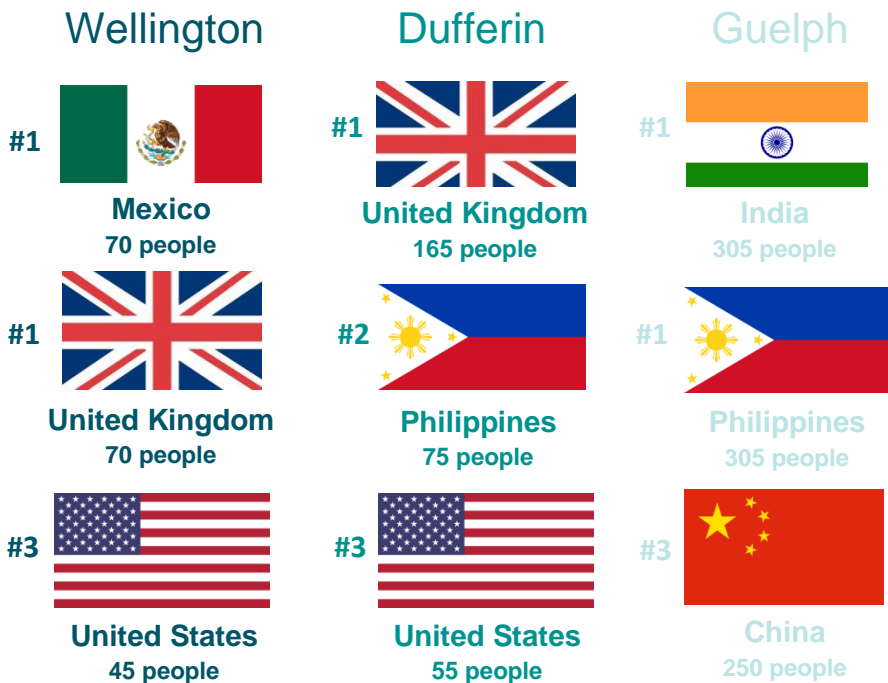 Wellington
#1
Mexico
70 people
#1
United Kingdom
70 people
#3
United States
45 people
Dufferin
#1
United Kingdom
165 people
#2
Philippines
75 people
#3
United States
55 people
Guelph
#1
India
305 people
#1
Philippines
305 people
#3
China
250 people